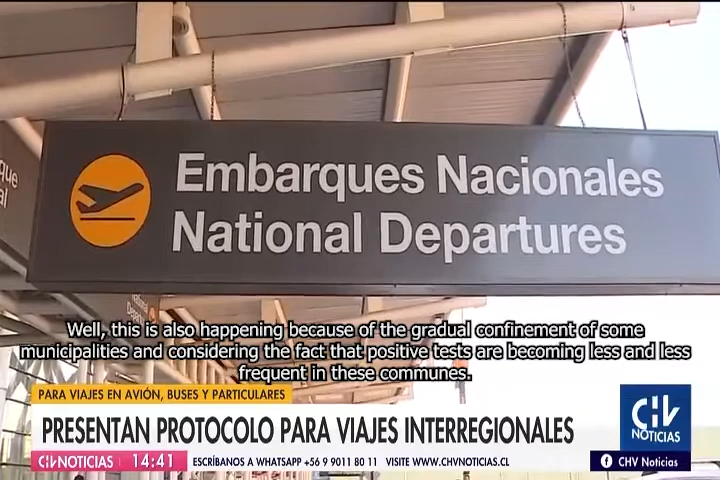 Embarques Nacionales
National Departures
Well, this is also happening because of the gradual confinement of some
municipalities and considering the fact that positive tests are becoming less and less
frequent in these communes.
PARA VIAJES EN AVIÓN, BUSES Y PARTICULARES
PRESENTAN PROTOCOLO PARA VIAJES INTERREGIONALES
CHV
NOTICIAS
CHVNOTICIAS 14:41 ESCRÍBANOS A WHATSAPP +56 9 9011 80 11 VISITE WWW.CHVNOTICIAS.CL
f CHV Noticias